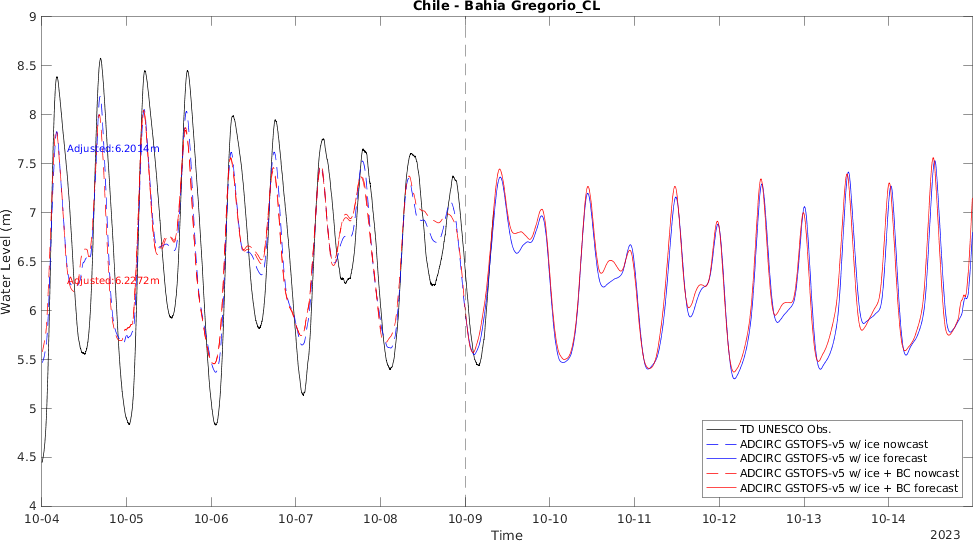 Chile - Bahia Gregorio_CL
9
8.5
8
7.5
7
6.5
6
5.5
5
4.5
4
Water Level (m)
Adjusted:6.2014m
Adjusted:6.2272m
TD UNESCO Obs.
ADCIRC GSTOFS-v5 w/ ice nowcast
ADCIRC GSTOFS-v5 w/ ice forecast
ADCIRC GSTOFS-v5 w/ ice + BC nowcast
ADCIRC GSTOFS-v5 w/ ice + BC forecast
10-04 10-05 10-06 10-07 10-08 10-09 10-10 10-11 10-12 10-13 10-14
Time
2023